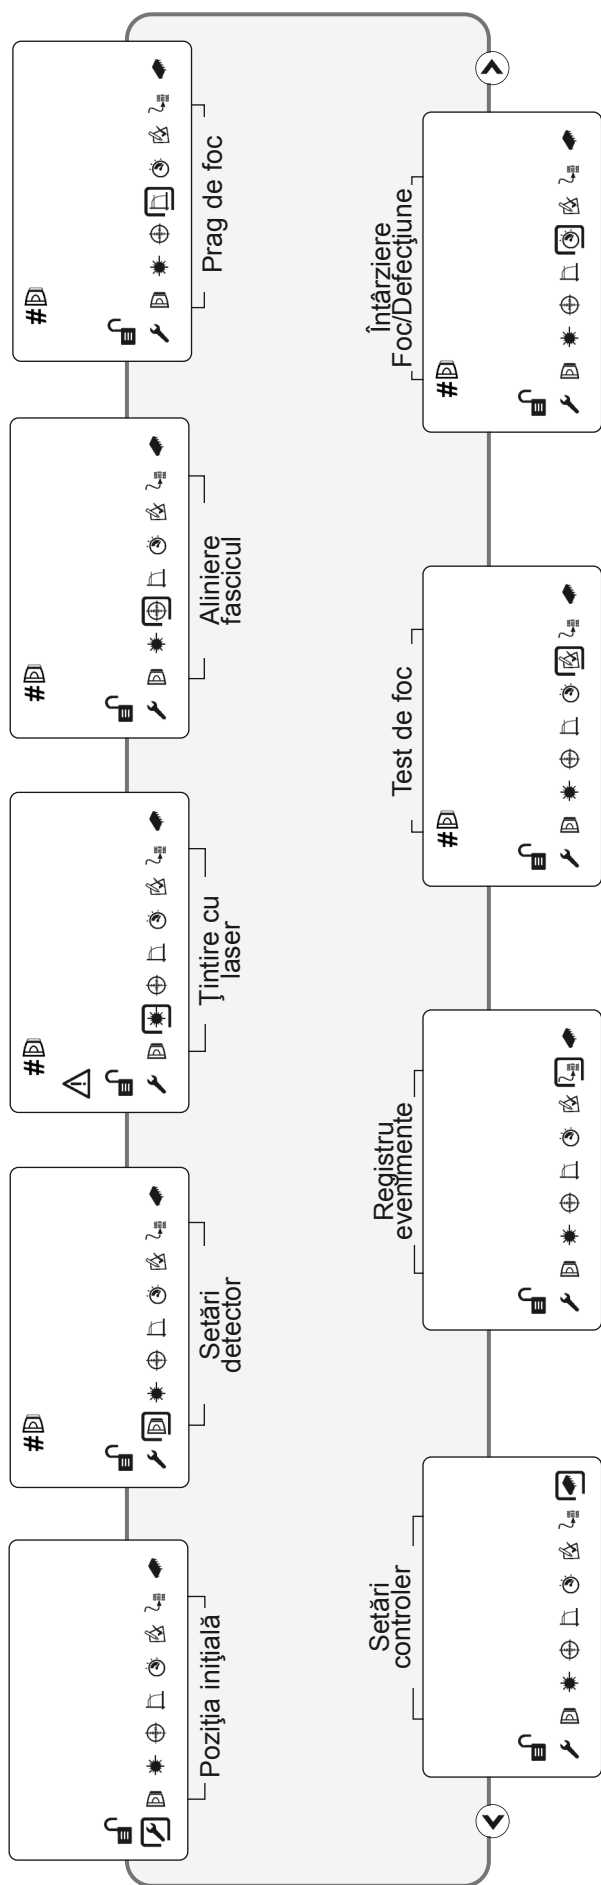 Poziţia iniţială
#
Setări
detector
#
Ţintire cu
laser
#
Aliniere
fascicul
#
Prag de foc
Setări
controler
Registru
evenimente
#
Test de foc
#
Întârziere
Foc/Defecţiune